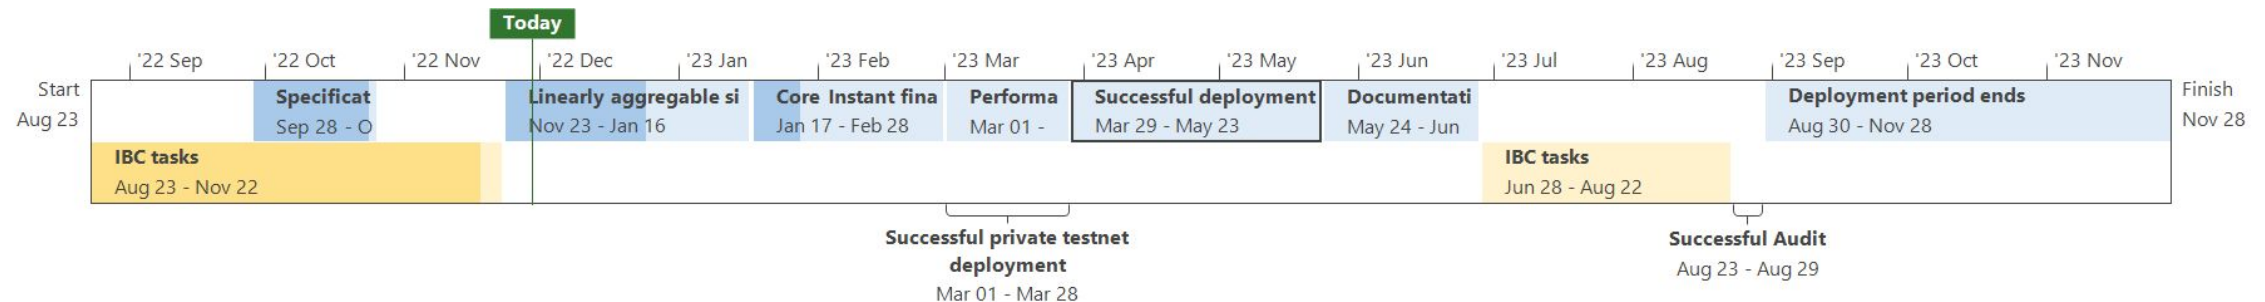 Today
'22 Sep
'22 Oct
'22 Nov
'22 Dec
'23 Jan
'23 Feb
'23 Mar
'23 Apr
'23 May
'23 Jun
'23 Jul
'23 Aug
'23 Sep
'23 Oct
'23 Nov
Start
Aug 23
Specificat
Sep 28 - O
Linearly aggregable si
Nov 23 - Jan 16
Core Instant fina
Jan 17 - Feb 28
Performa
Mar 01 -
Successful deployment
Mar 29 - May 23
Documentati
May 24 - Jun
Deployment period ends
Aug 30 - Nov 28
Finish
Nov 28
IBC tasks
Aug 23 - Nov 22
IBC tasks
Jun 28 - Aug 22
Successful private testnet
deployment
Mar 01 - Mar 28
Successful Audit
Aug 23 - Aug 29